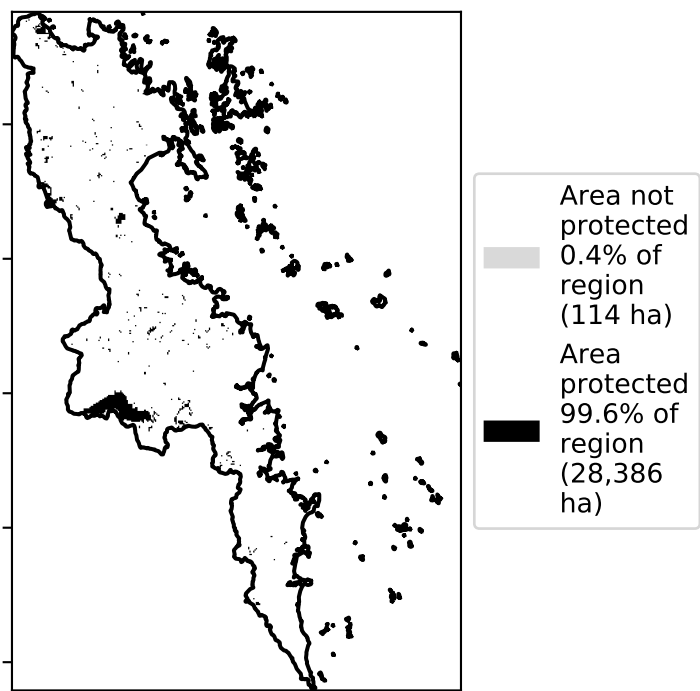 Area not
protected
0.4% of
region
(114 ha)
Area
protected
99.6% of
region
(28,386
ha)